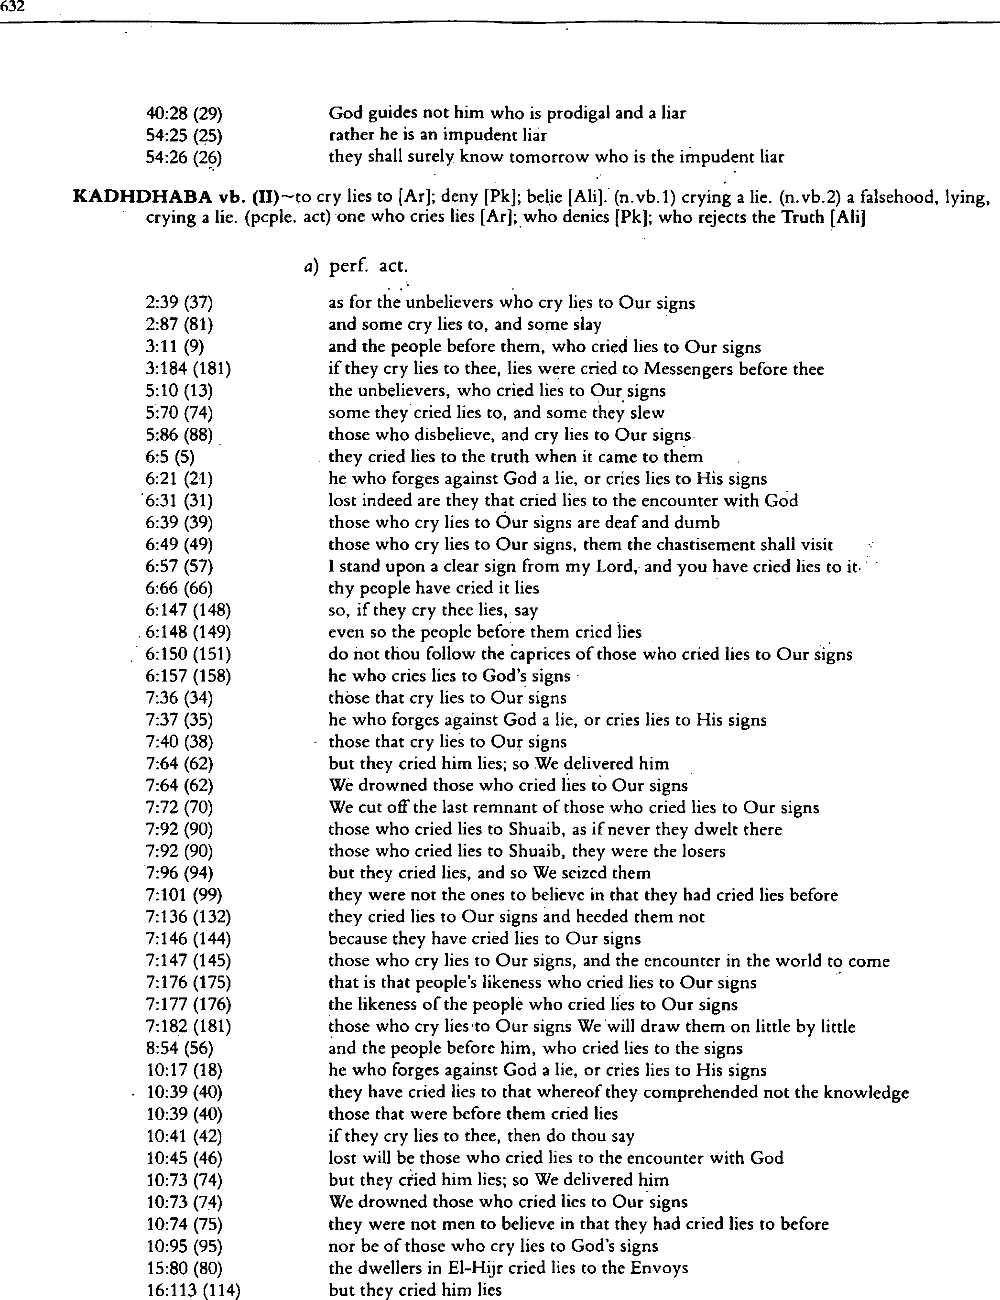 632
40:28 (29) God guides not him who is prodigal and a liar
54:25 (25) rather he is an impudent liar
54:26 (26) they shall surely know tomorrow who is the impudent liar
KADHDHABA vb. (II)~to cry lies to [Ar]; deny [Pk]; belie [Ali]. (n.vb.1) crying a lie. (n.vb.2) a falsehood, lying,
crying a lie. (pcple. act) one who cries lies [Ar]; who denies [Pk]; who rejects the Truth [Ali]
a) perf. act.
2:39 (37) as for the unbelievers who cry lies to Our signs
2:87 (81) and some cry lies to, and some slay
3:11 (9) and the people before them, who cried lies to Our signs
3:184 (181) if they cry lies to thee, lies were cried to Messengers before thee
5:10 (13) the unbelievers, who cried lies to Our signs
5:70 (74) some they cried lies to, and some they slew
5:86 (88) those who disbelieve, and cry lies to Our signs
6:5 (5) they cried lies to the truth when it came to them
6:21 (21) he who forges against God a lie, or cries lies to His signs
6:31 (31) lost indeed are they that cried lies to the encounter with God
6:39 (39) those who cry lies to Our signs are deaf and dumb
6:49 (49) those who cry lies to Our signs, them the chastisement shall visit
6:57 (57) I stand upon a clear sign from my Lord, and you have cried lies to it
6:66 (66) thy people have cried it lies
6:147 (148) so, if they cry thee lies, say
6:148 (149) even so the people before them cried lies
6:150 (151) do not thou follow the caprices of those who cried lies to Our signs
6:157 (158) he who cries lies to God's signs
7:36 (34) those that cry lies to Our signs
7:37 (35) he who forges against God a lie, or cries lies to His signs
7:40 (38) those that cry lies to Our signs
7:64 (62) but they cried him lies; so We delivered him
7:64 (62) We drowned those who cried lies to Our signs
7:72 (70) We cut off the last remnant of those who cried lies to Our signs
7:92 (90) those who cried lies to Shuaib, as if never they dwelt there
7:92 (90) those who cried lies to Shuaib, they were the losers
7:96 (94) but they cried lies, and so We seized them
7:101 (99) they were not the ones to believe in that they had cried lies before
7:136 (132) they cried lies to Our signs and heeded them not
7:146 (144) because they have cried lies to Our signs
7:147 (145) those who cry lies to Our signs, and the encounter in the world to come
7:176 (175) that is that people's likeness who cried lies to Our signs
7:177 (176) the likeness of the people who cried lies to Our signs
7:182 (181) those who cry lies to Our signs We will draw them on little by little
8:54 (56) and the people before him, who cried lies to the signs
10:17 (18) he who forges against God a lie, or cries lies to His signs
10:39 (40) they have cried lies to that whereof they comprehended not the knowledge
10:39 (40) those that were before them cried lies
10:41 (42) if they cry lies to thee, then do thou say
10:45 (46) lost will be those who cried lies to the encounter with God
10:73 (74) but they cried him lies; so We delivered him
10:73 (74) We drowned those who cried lies to Our signs
10:74 (75) they were not men to believe in that they had cried lies to before
10:95 (95) nor be of those who cry lies to God's signs
15:80 (80) the dwellers in El-Hijr cried lies to the Envoys
16:113 (114) but they cried him lies